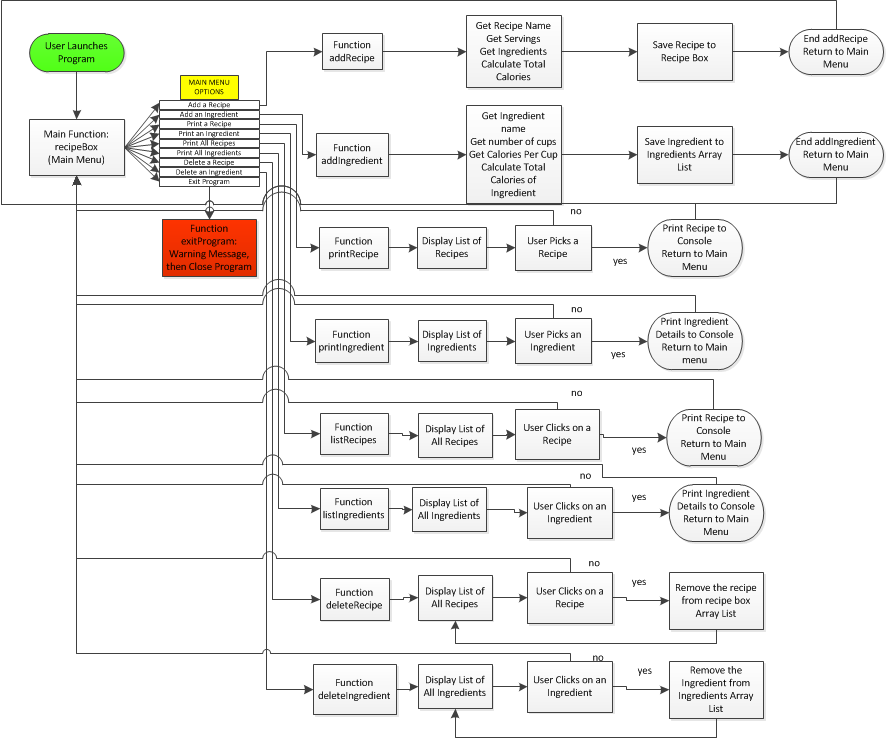 User Launches
Program
Main Function:
recipeBox
(Main Menu)
MAIN MENU
OPTIONS
Add a Recipe
Add an Ingredient
Print a Recipe
Print an Ingredient
Print All Recipes
Print All Ingredients
Delete a Recipe
Delete an Ingredient
Exit Program
Function
exitProgram:
Warning Message,
then Close Program
Function
addRecipe
Get Recipe Name
Get Servings
Get Ingredients
Calculate Total
Calories
Save Recipe to
Recipe Box
End addRecipe
Return to Main
Menu
Function
addIngredient
Get Ingredient
name
Get number of cups
Get Calories Per Cup
Calculate Total
Calories of
Ingredient
Save Ingredient to
Ingredients Array
List
End addIngredient
Return to Main
Menu
Function
printRecipe
Display List of
Recipes
User Picks a
Recipe
no
yes
Print Recipe to
Console
Return to Main
Menu
Function
printIngredient
Display List of
Ingredients
User Picks an
Ingredient
no
yes
Print Ingredient
Details to Console
Return to Main
menu
Function
listRecipes
Display List of
All Recipes
User Clicks on a
Recipe
no
yes
Print Recipe to
Console
Return to Main
Menu
Function
listIngredients
Display List of
All Ingredients
User Clicks on an
Ingredient
no
yes
Print Ingredient
Details to Console
Return to Main
Menu
Function
deleteRecipe
Display List of
All Recipes
User Clicks on a
Recipe
no
yes
Remove the recipe
from recipe box
Array List
Function
deleteIngredient
Display List of
All Ingredients
User Clicks on an
Ingredient
no
yes
Remove the
Ingredient from
Ingredients Array
List